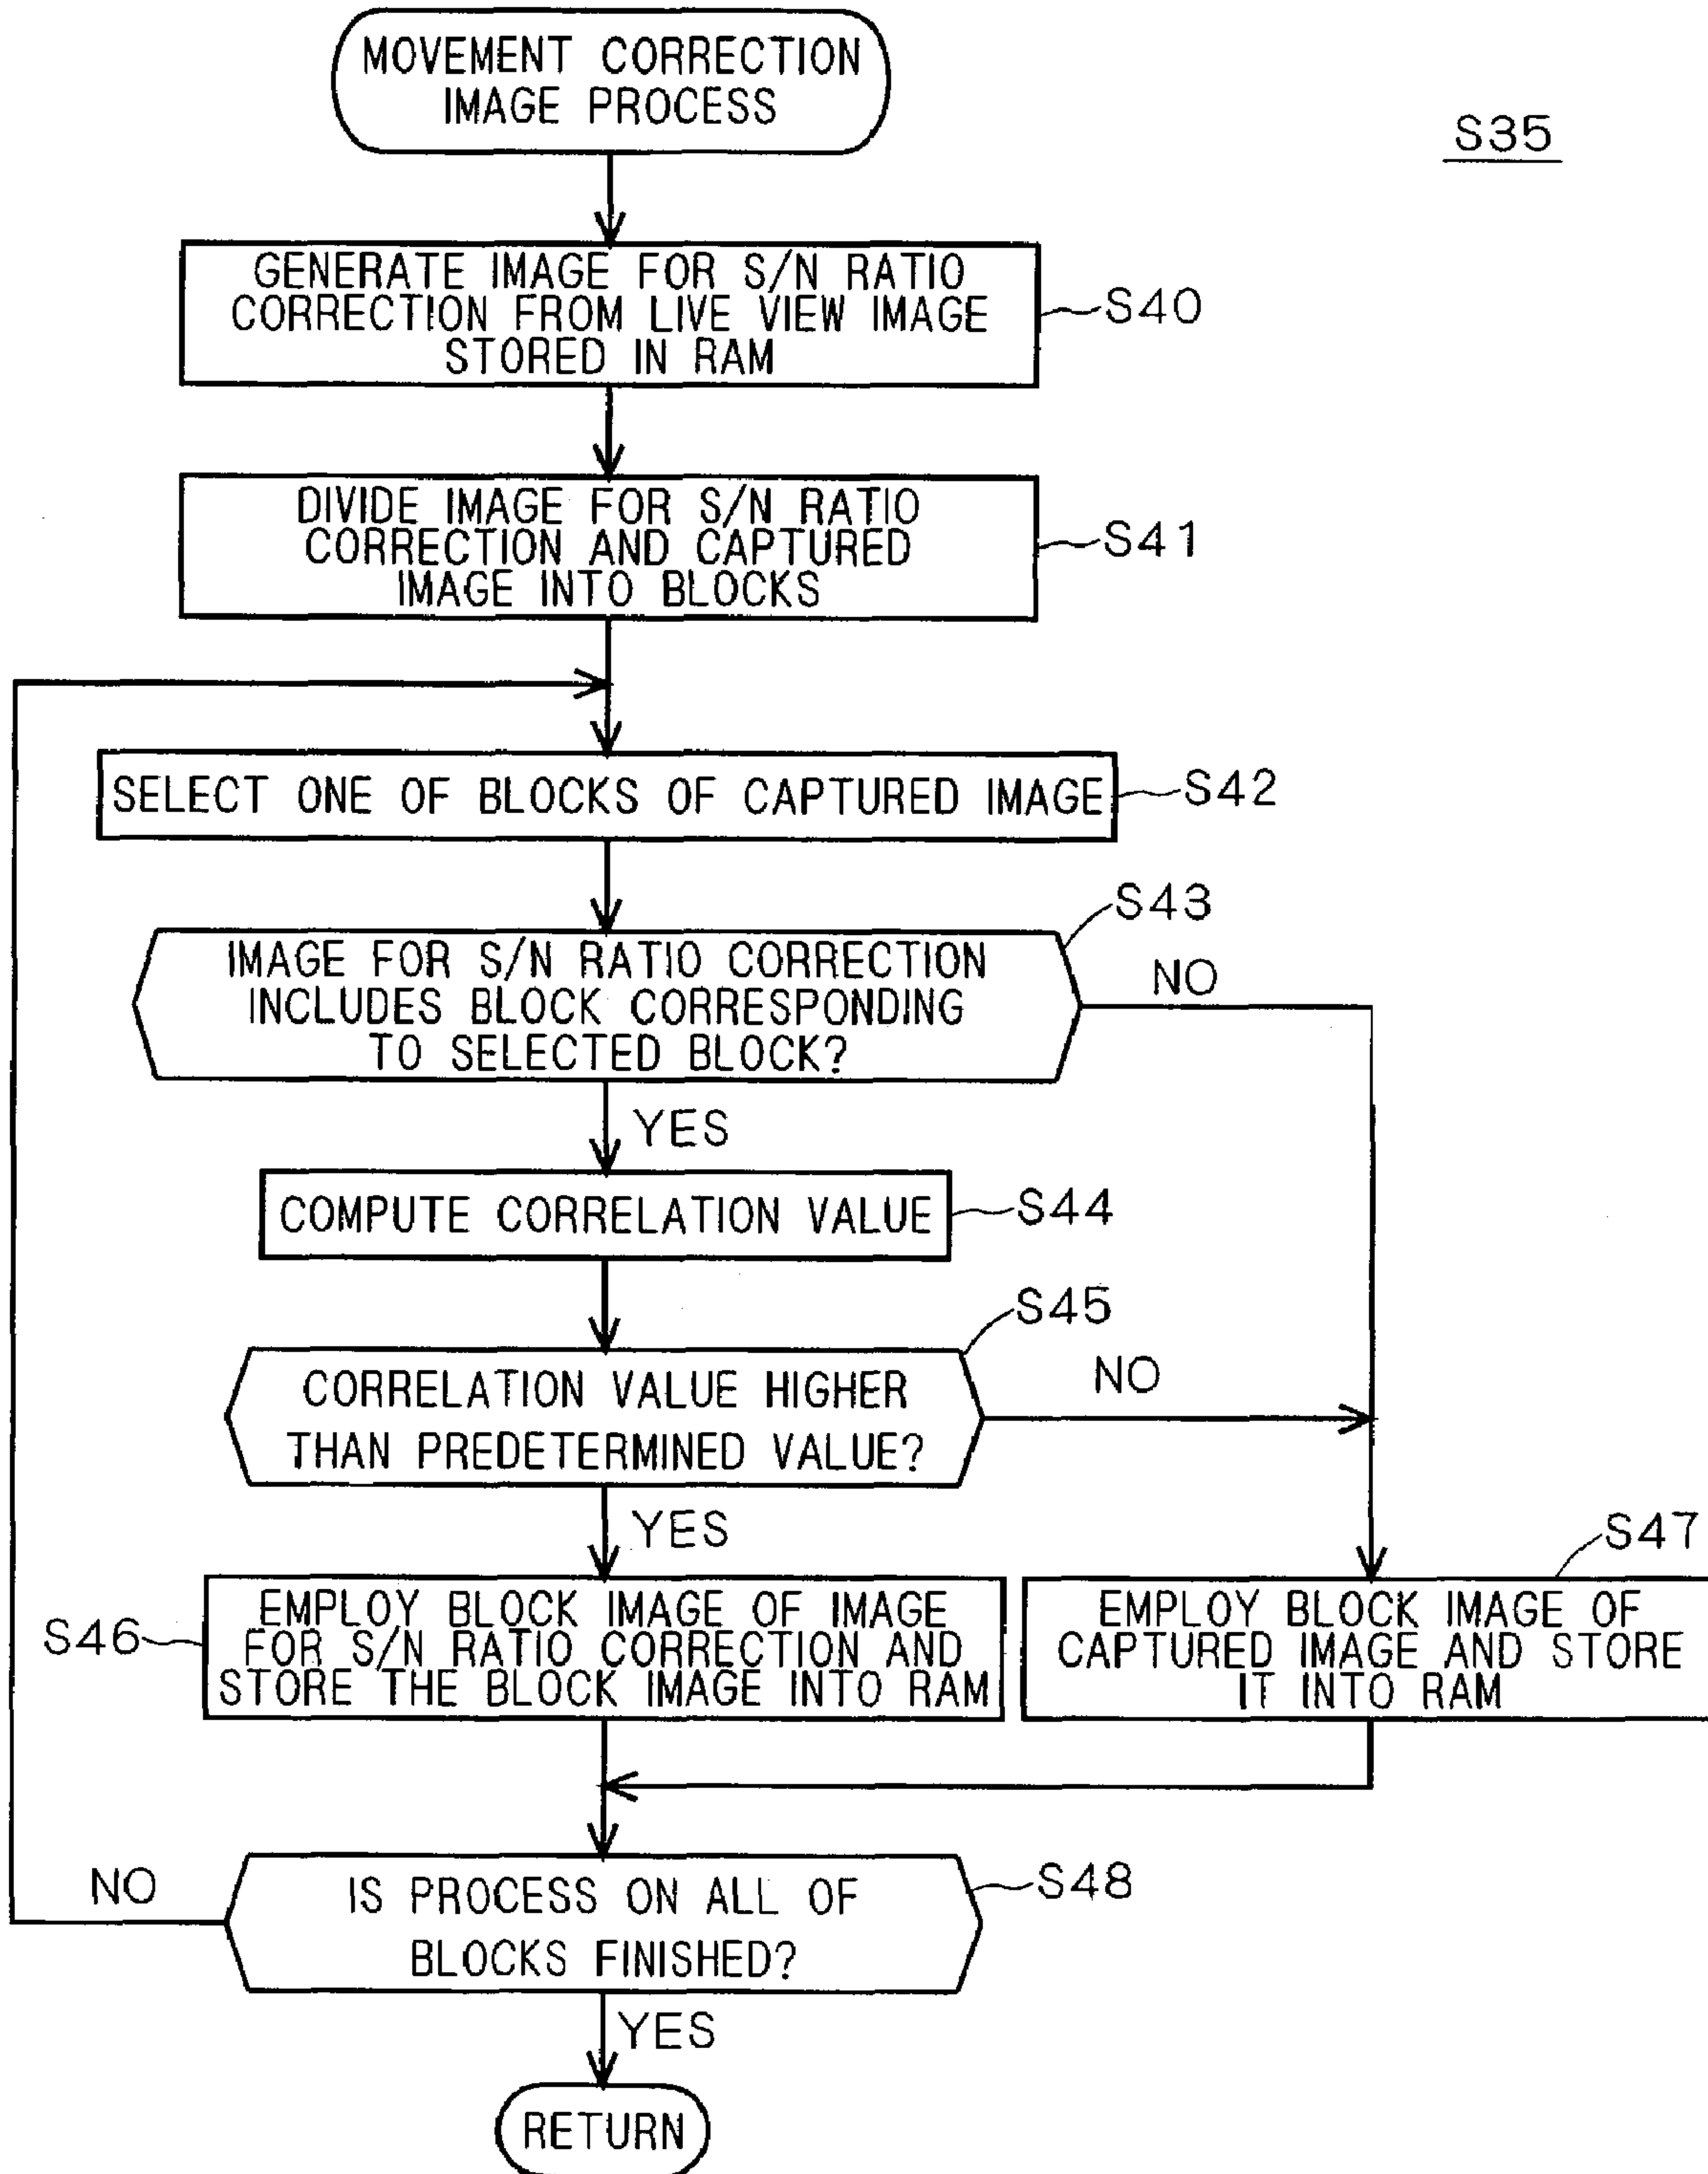 MOVEMENT CORRECTION
IMAGE PROCESS
S35
GENERATE IMAGE FOR S/N RATIO
CORRECTION FROM LIVE VIEW IMAGE
STORED IN RAM
S40
DIVIDE IMAGE FOR S/N RATIO
CORRECTION AND CAPTURED
IMAGE INTO BLOCKS
S41
SELECT ONE OF BLOCKS OF CAPTURED IMAGE
S42
S43
IMAGE FOR S/N RATIO CORRECTION
INCLUDES BLOCK CORRESPONDING
TO SELECTED BLOCK?
NO
YES
COMPUTE CORRELATION VALUE
S44
S45
CORRELATION VALUE HIGHER
THAN PREDETERMINED VALUE?
NO
YES
S46
EMPLOY BLOCK IMAGE OF IMAGE
FOR S/N RATIO CORRECTION AND
STORE THE BLOCK IMAGE INTO RAM
S47
EMPLOY BLOCK IMAGE OF
CAPTURED IMAGE AND STORE
IT INTO RAM
NO
IS PROCESS ON ALL OF
BLOCKS FINISHED?
S48
YES
RETURN